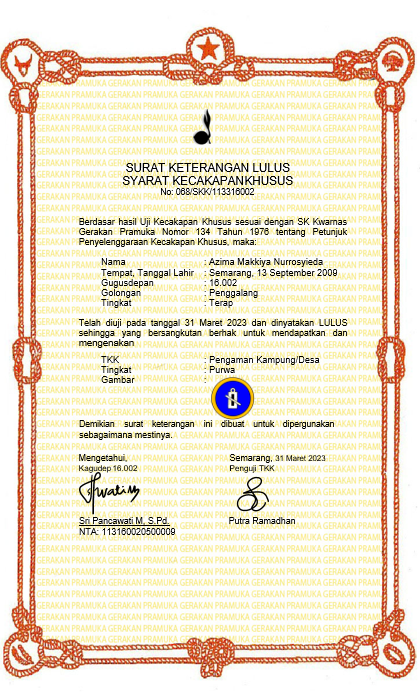 SURAT KETERANGAN LULUS
SYARAT KECAKAPANKHUSUS
No: 068/SKK/113316002
Berdasar hasil Uji Kecakapan Khusus sesuai dengan SK Kwarnas
Gerakan Pramuka Nomor 134 Tahun 1976 tentang Petunjuk
Penyelenggaraan Kecakapan Khusus, maka:
Nama : Azima Makkiya Nurrosyieda
Tempat, Tanggal Lahir : Semarang, 13 September 2009
Gugusdepan : 16.002
Golongan : Penggalang
Tingkat : Terap
Telah diuji pada tanggal 31 Maret 2023 dan dinyatakan LULUS
sehingga yang bersangkutan berhak untuk mendapatkan dan
mengenakan
TKK : Pengaman Kampung/Desa
Tingkat : Purwa
Gambar :
Demikian surat keterangan ini dibuat untuk dipergunakan
sebagaimana mestinya.
Mengetahui, Semarang, 31 Maret 2023
Kagudep 16.002 Penguji TKK
Sri Pancawati M, S.Pd. Putra Ramadhan
NTA: 113160020500009